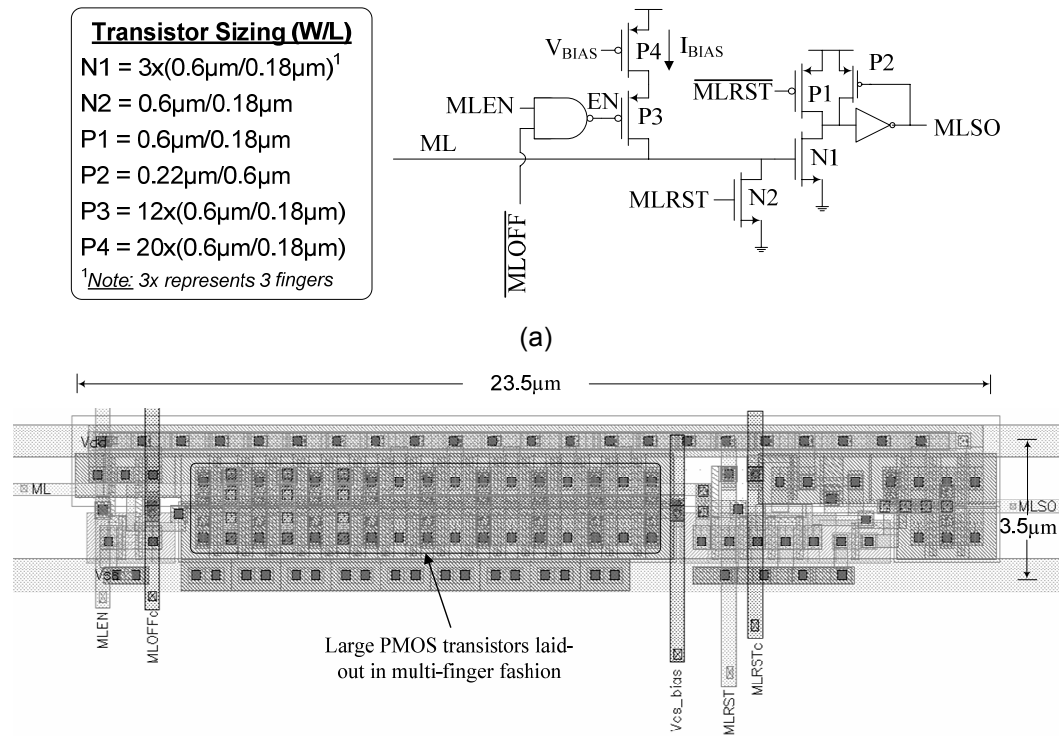 Transistor Sizing (W/L)
N1 = 3x(0.6µm/0.18µm)¹
N2 = 0.6µm/0.18µm
P1 = 0.6µm/0.18µm
P2 = 0.22µm/0.6µm
P3 = 12x(0.6µm/0.18µm)
P4 = 20x(0.6µm/0.18µm)
¹Note: 3x represents 3 fingers
VBIAS
P4
IBIAS
MLEN
EN
P3
ML
MLOFF
MLRST
P1
P2
MLSO
N1
MLRST
N2
(a)
23.5µm
Vdd
ML
MLSO
3.5µm
MLEN
MLOFFc
Large PMOS transistors laid-
out in multi-finger fashion
Vcs_bias
MLRST
MLRSTc